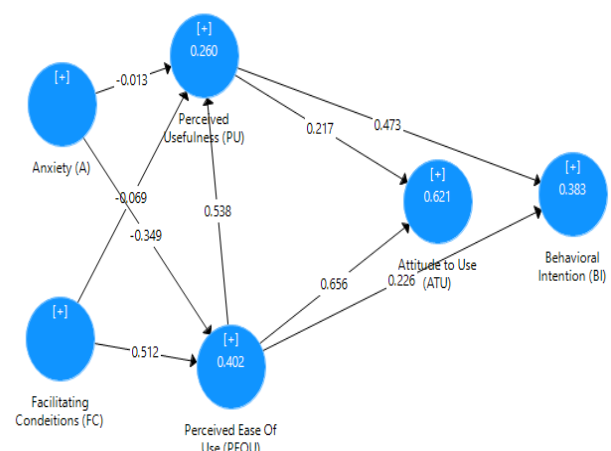 [+]
0.260
[+]
-0.013
Perceived
Usefulness (PU)
0.473
0.217
Anxiety (A)
[+]
0.383
[+]
0.621
-0.069
0.538
-0.349
Behavioral
Intention (BI)
Attitude to Use
(ATU)
0.226
0.656
[+]
[+]
0.402
0.512
Facilitating
Condeitions (FC)
Perceived Ease Of
Use (PEOU)